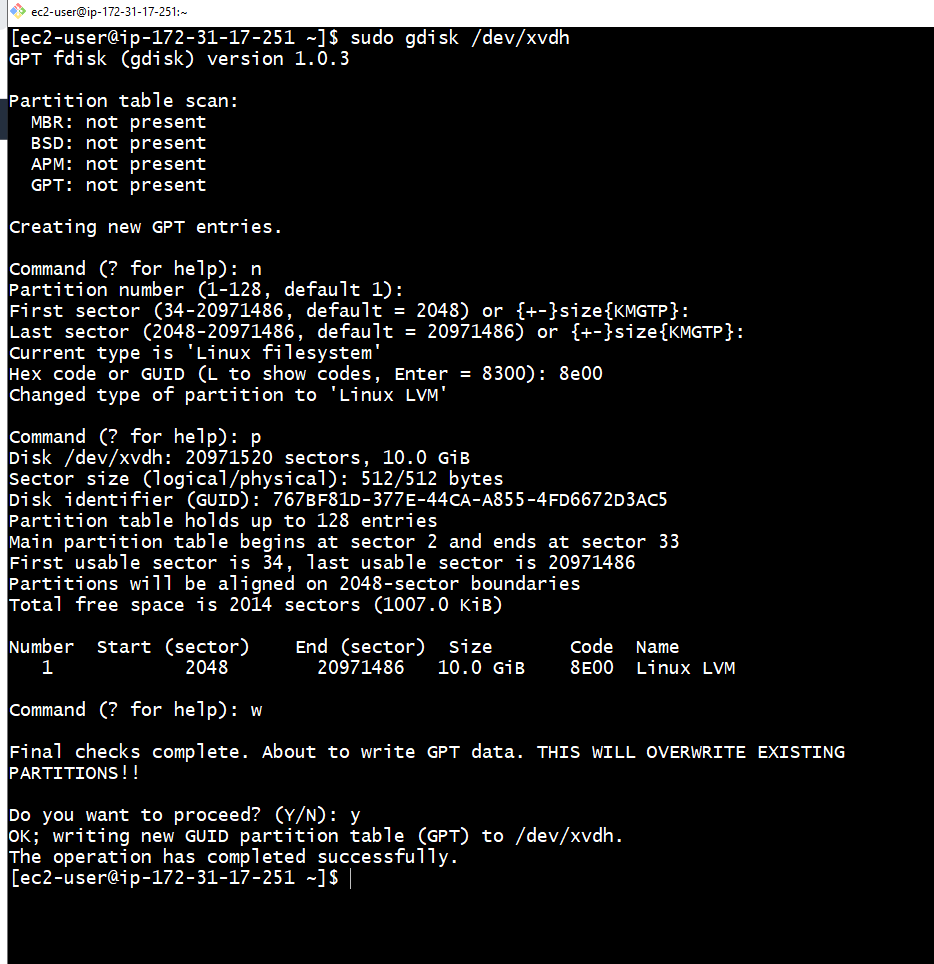 ec2-user@ip-172-31-17-251:~
[ec2-user@ip-172-31-17-251 ~]$ sudo gdisk /dev/xvdh
GPT fdisk (gdisk) version 1.0.3
Partition table scan:
  MBR: not present
  BSD: not present
  APM: not present
  GPT: not present
Creating new GPT entries.
Command (? for help): n
Partition number (1-128, default 1):
First sector (34-20971486, default = 2048) or {+-}size{KMGTP}:
Last sector (2048-20971486, default = 20971486) or {+-}size{KMGTP}:
Current type is 'Linux filesystem'
Hex code or GUID (L to show codes, Enter = 8300): 8e00
Changed type of partition to 'Linux LVM'
Command (? for help): p
Disk /dev/xvdh: 20971520 sectors, 10.0 GiB
Sector size (logical/physical): 512/512 bytes
Disk identifier (GUID): 767BF81D-377E-44CA-A855-4FD6672D3AC5
Partition table holds up to 128 entries
Main partition table begins at sector 2 and ends at sector 33
First usable sector is 34, last usable sector is 20971486
Partitions will be aligned on 2048-sector boundaries
Total free space is 2014 sectors (1007.0 KiB)
Number  Start (sector)    End (sector)  Size       Code  Name
   1            2048        20971486   10.0 GiB    8E00  Linux LVM
Command (? for help): w
Final checks complete. About to write GPT data. THIS WILL OVERWRITE EXISTING
PARTITIONS!!
Do you want to proceed? (Y/N): y
OK; writing new GUID partition table (GPT) to /dev/xvdh.
The operation has completed successfully.
[ec2-user@ip-172-31-17-251 ~]$